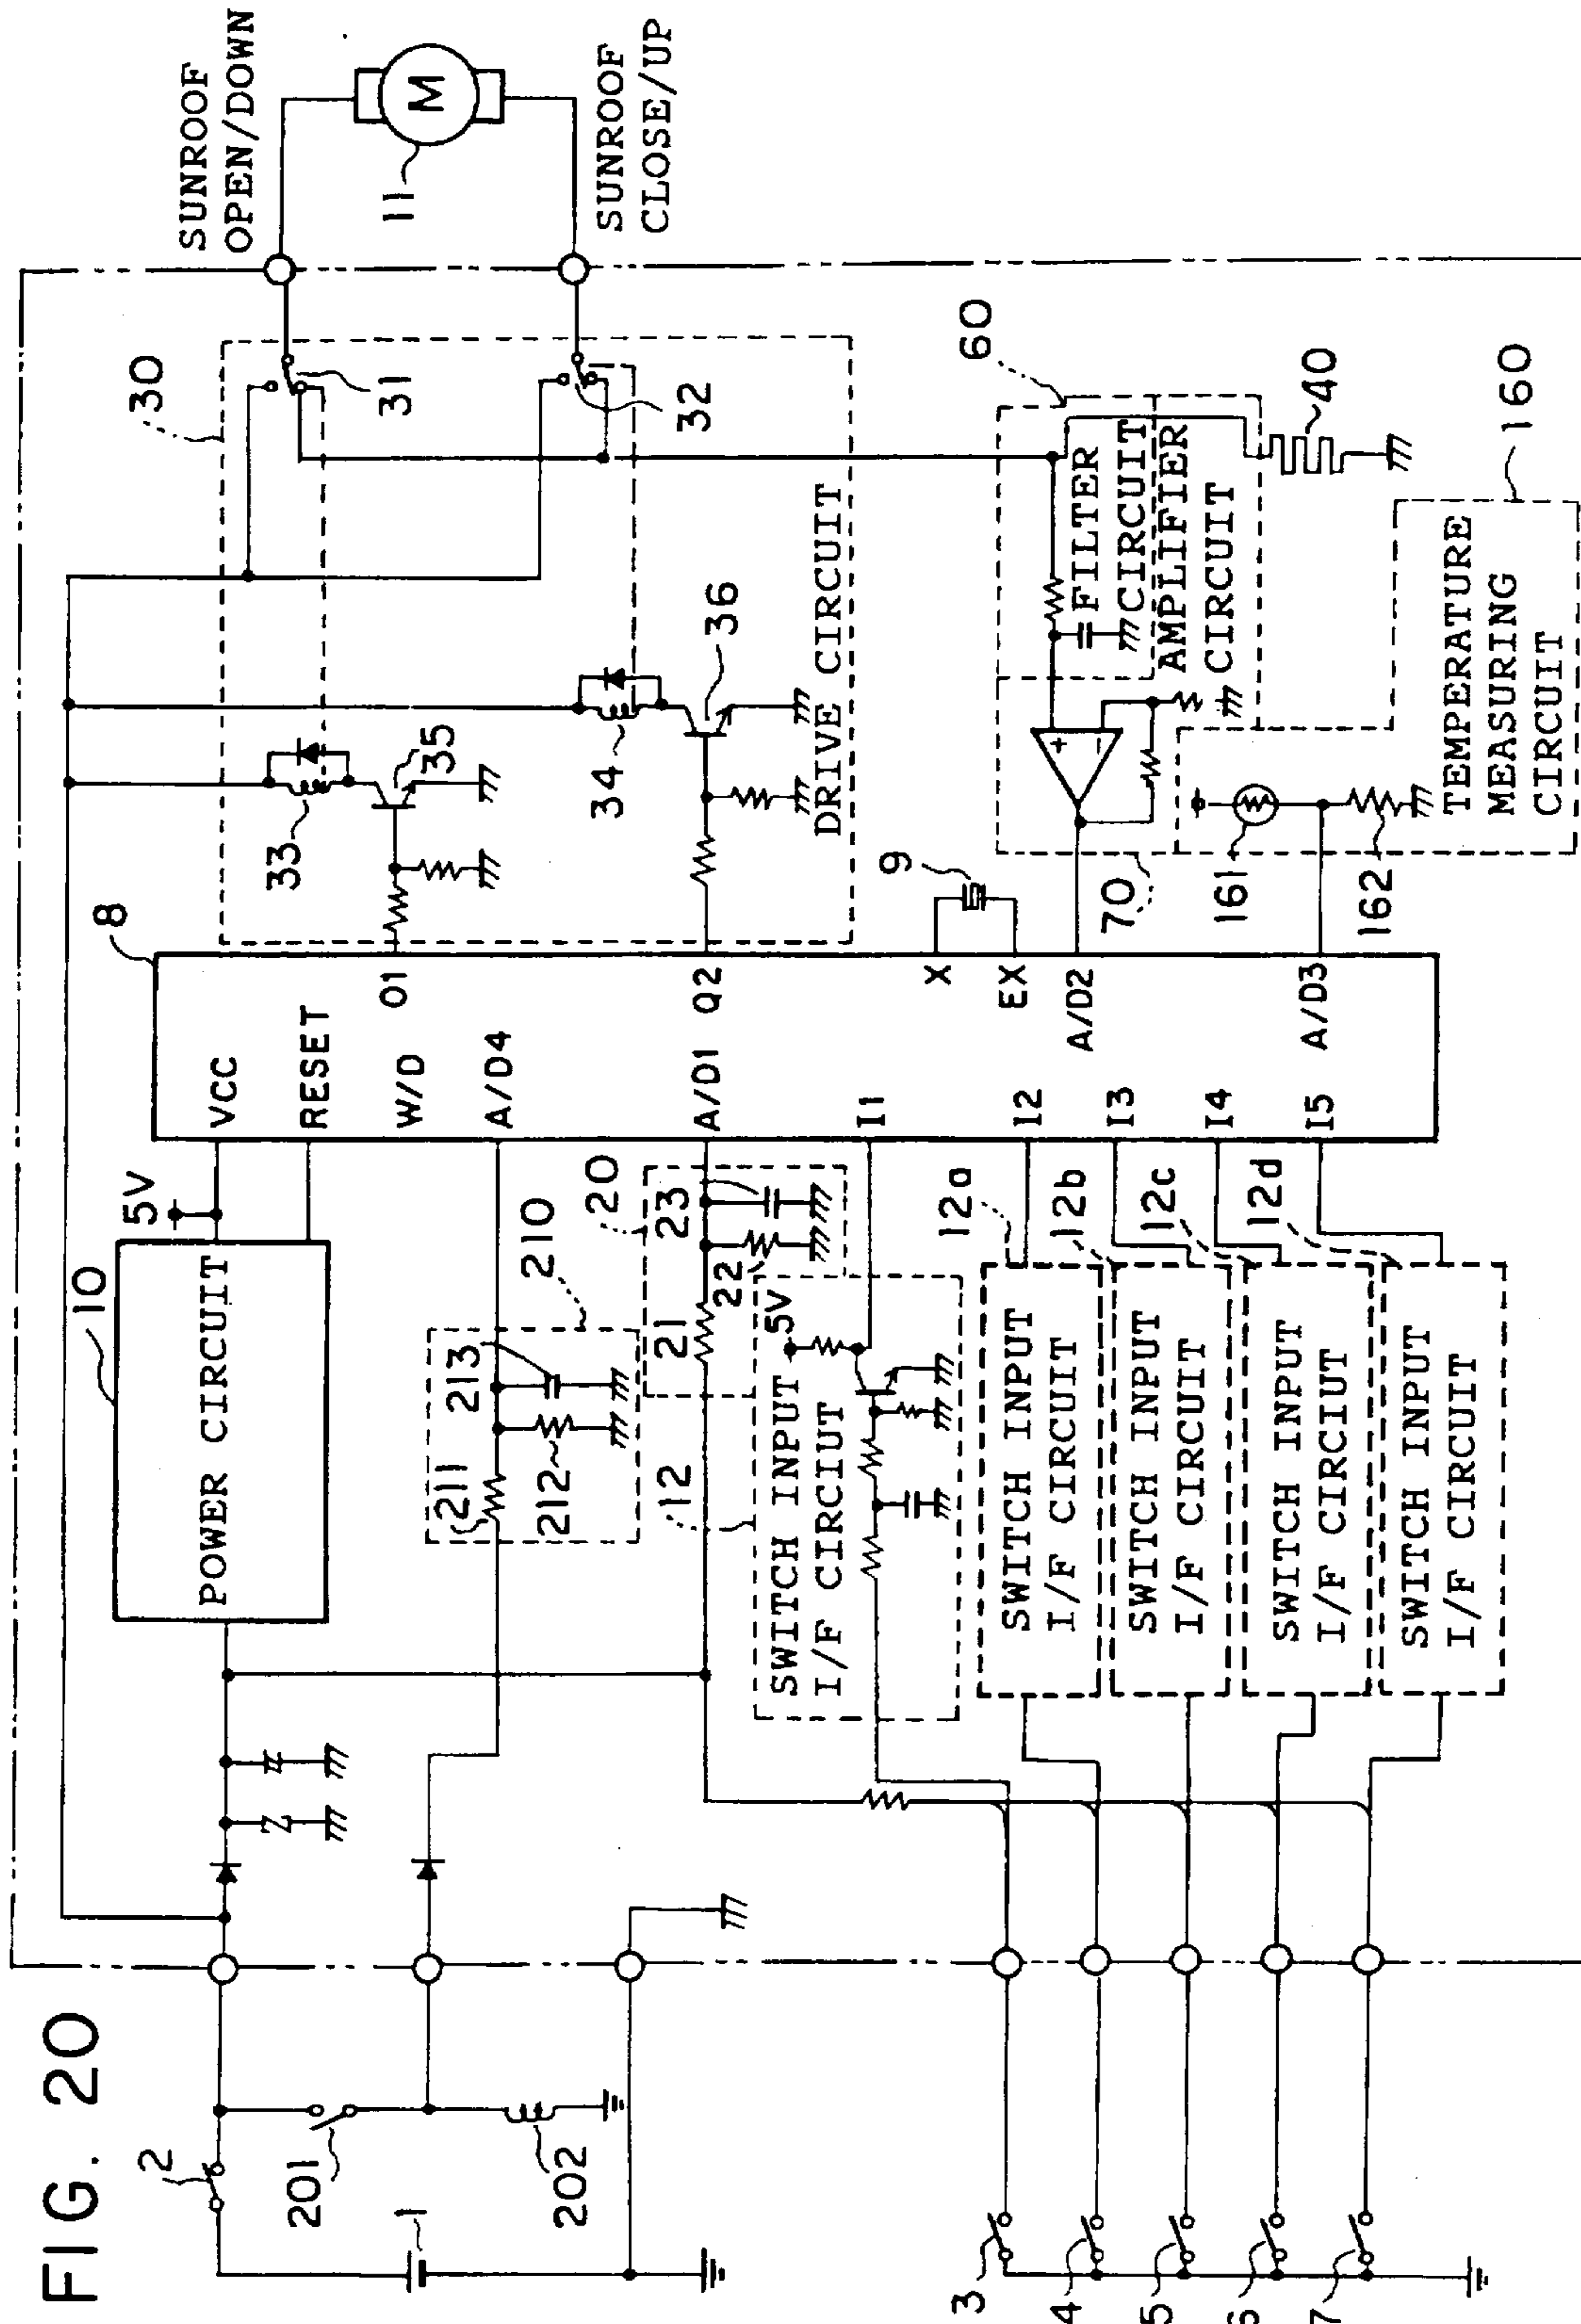 FIG. 20
SUNROOF
OPEN/DOWN
M
11
SUNROOF
CLOSE/UP
30
31
32
33
35
34
36
DRIVE CIRCUIT
8
VCC
RESET
W/D
A/D4
A/D1
I1
I2
I3
I4
I5
O1
Q2
X
EX
A/D2
A/D3
9
60
FILTER
CIRCUIT
AMPLIFIER
CIRCUIT
+
−
70
40
160
161
162
TEMPERATURE
MEASURING
CIRCUIT
5V
10
POWER CIRCUIT
210
211
212
213
20
21
22
23
12
5V
SWITCH INPUT
I/F CIRCIUT
12a
SWITCH INPUT
I/F CIRCUIT
12b
SWITCH INPUT
I/F CIRCUIT
12c
SWITCH INPUT
I/F CIRCIUT
12d
SWITCH INPUT
I/F CIRCUIT
2
201
202
1
3
4
5
6
7